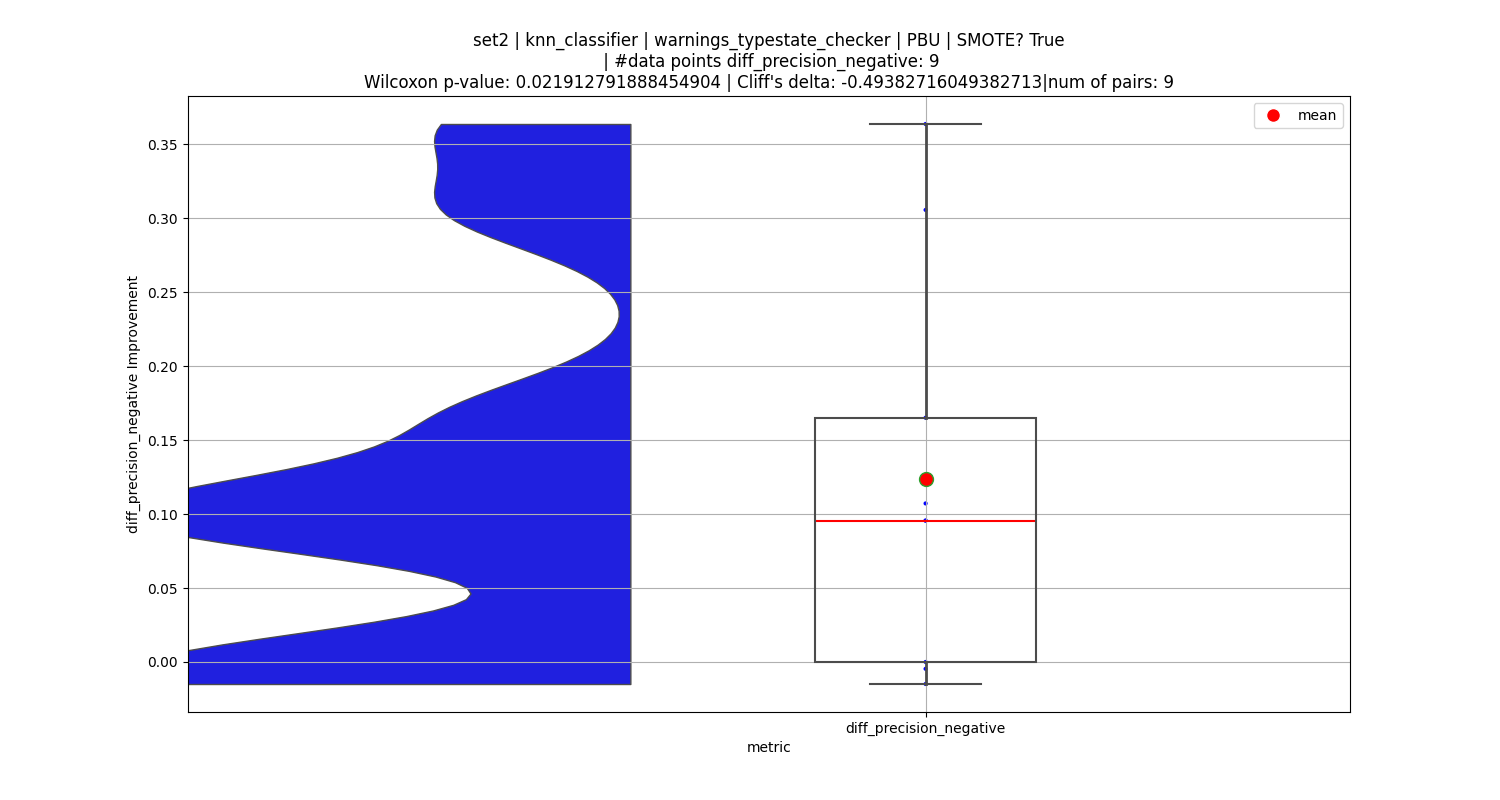 set2 | knn_classifier | warnings_typestate_checker | PBU | SMOTE? True
| #data points diff_precision_negative: 9
Wilcoxon p-value: 0.021912791888454904 | Cliff's delta: -0.49382716049382713|num of pairs: 9
mean
0.35
0.30
0.25
0.20
0.15
0.10
0.05
0.00
diff_precision_negative Improvement
diff_precision_negative
metric